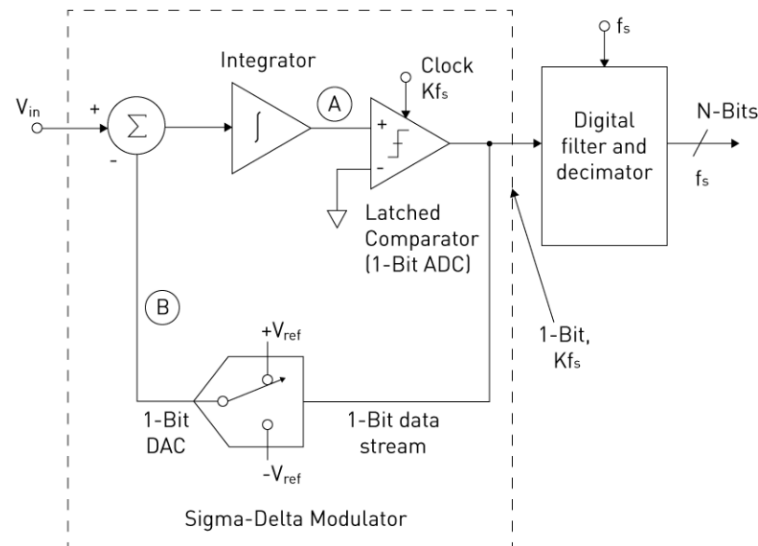 Integrator
Clock
Kfs
fs
Vin
+
-
Σ
∫
A
+
-
Latched
Comparator
(1-Bit ADC)
Digital
filter and
decimator
N-Bits
fs
B
+Vref
-Vref
1-Bit
DAC
1-Bit data
stream
1-Bit,
Kfs
Sigma-Delta Modulator